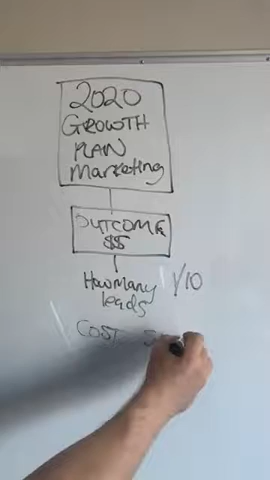 2020
GROWTH
PLAN
Marketing
OUTCOME
$$
How many 1/10
leads
COST